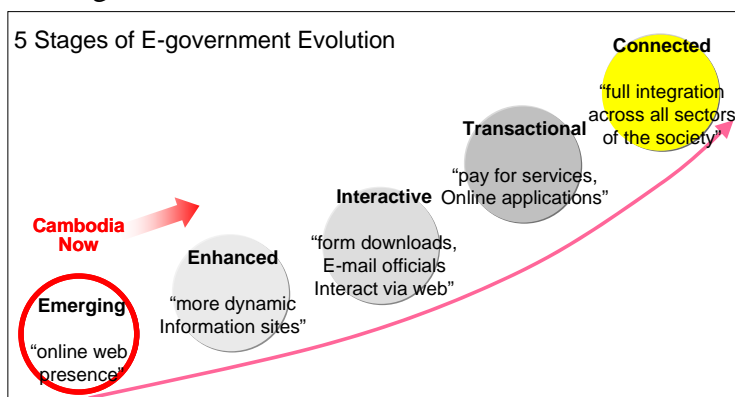 5 Stages of E-government Evolution
Connected
“full integration
across all sectors
of the society”
Transactional
“pay for services,
Online applications”
Interactive
“form downloads,
E-mail officials
Interact via web”
Cambodia
Now
Enhanced
“more dynamic
Information sites”
Emerging
“online web
presence”